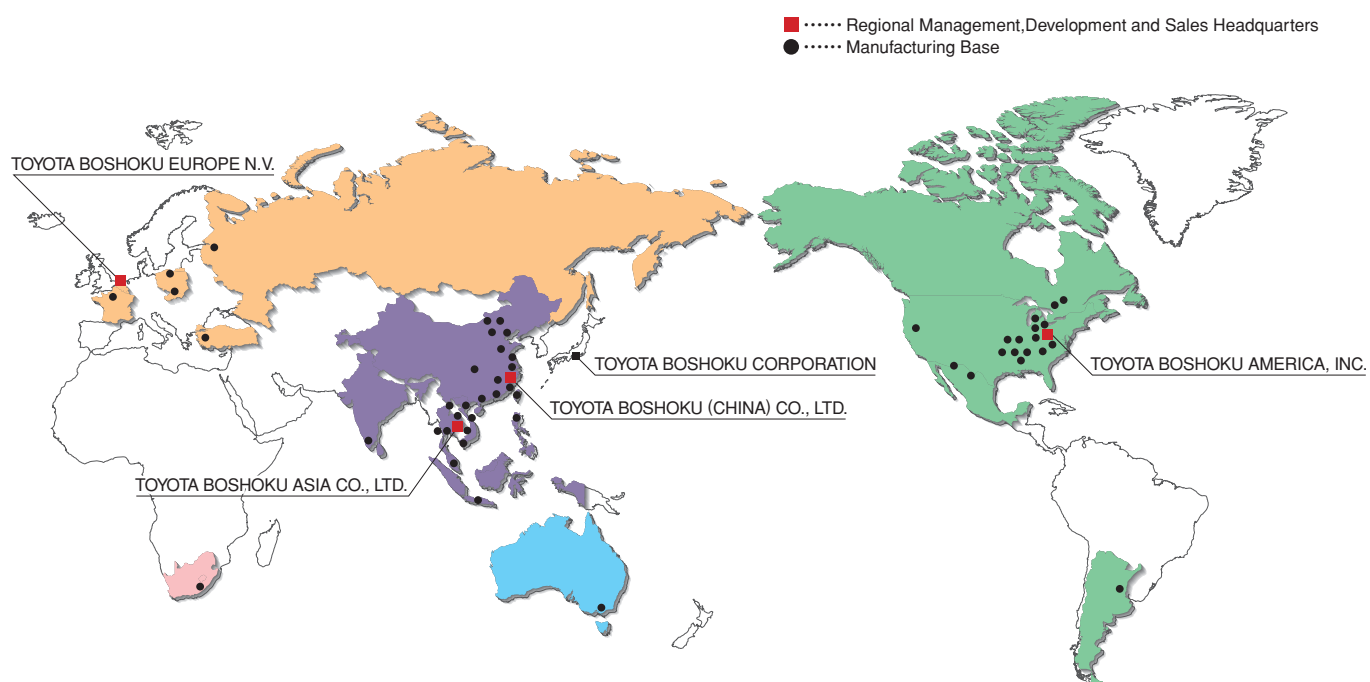 •••••• Regional Management,Development and Sales Headquarters
•••••• Manufacturing Base
TOYOTA BOSHOKU EUROPE N.V.
TOYOTA BOSHOKU CORPORATION
TOYOTA BOSHOKU AMERICA, INC.
TOYOTA BOSHOKU (CHINA) CO., LTD.
TOYOTA BOSHOKU ASIA CO., LTD.